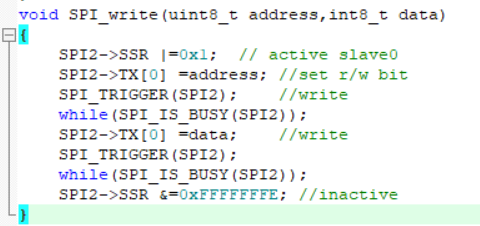 void SPI_write(uint8_t address,int8_t data)
{
SPI2->SSR |=0x1; // active slave0
SPI2->TX[0] =address; //set r/w bit
SPI_TRIGGER(SPI2); //write
while(SPI_IS_BUSY(SPI2));
SPI2->TX[0] =data; //write
SPI_TRIGGER(SPI2);
while(SPI_IS_BUSY(SPI2));
SPI2->SSR &=0xFFFFFFFE; //inactive
}